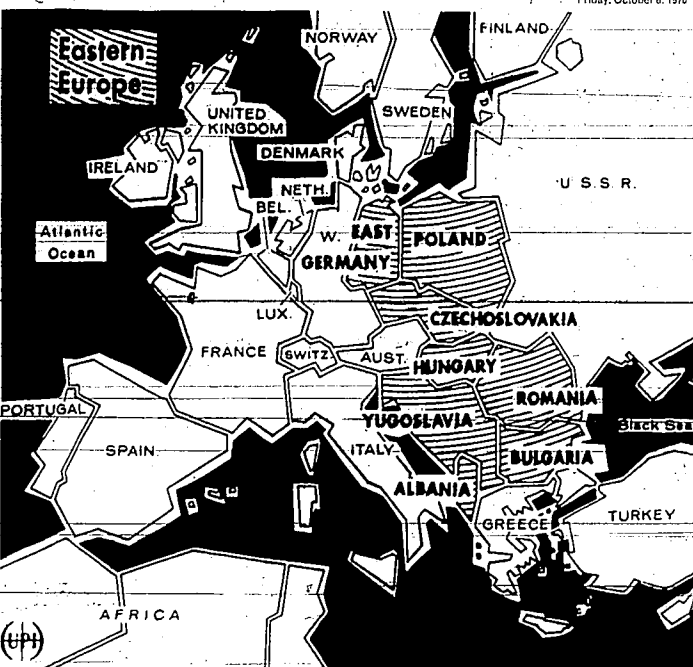 Friday, October 6, 1978
Eastern
Europe
NORWAY
FINLAND
UNITED
KINGDOM
SWEDEN
DENMARK
IRELAND
NETH.
U.S.S.R.
BEL.
Atlantic
Ocean
W.
EAST
GERMANY
POLAND
LUX.
CZECHOSLOVAKIA
FRANCE
SWITZ.
AUST.
HUNGARY
ROMANIA
PORTUGAL
YUGOSLAVIA
Black Sea
SPAIN
ITALY
BULGARIA
ALBANIA
GREECE
TURKEY
AFRICA
(UPI)